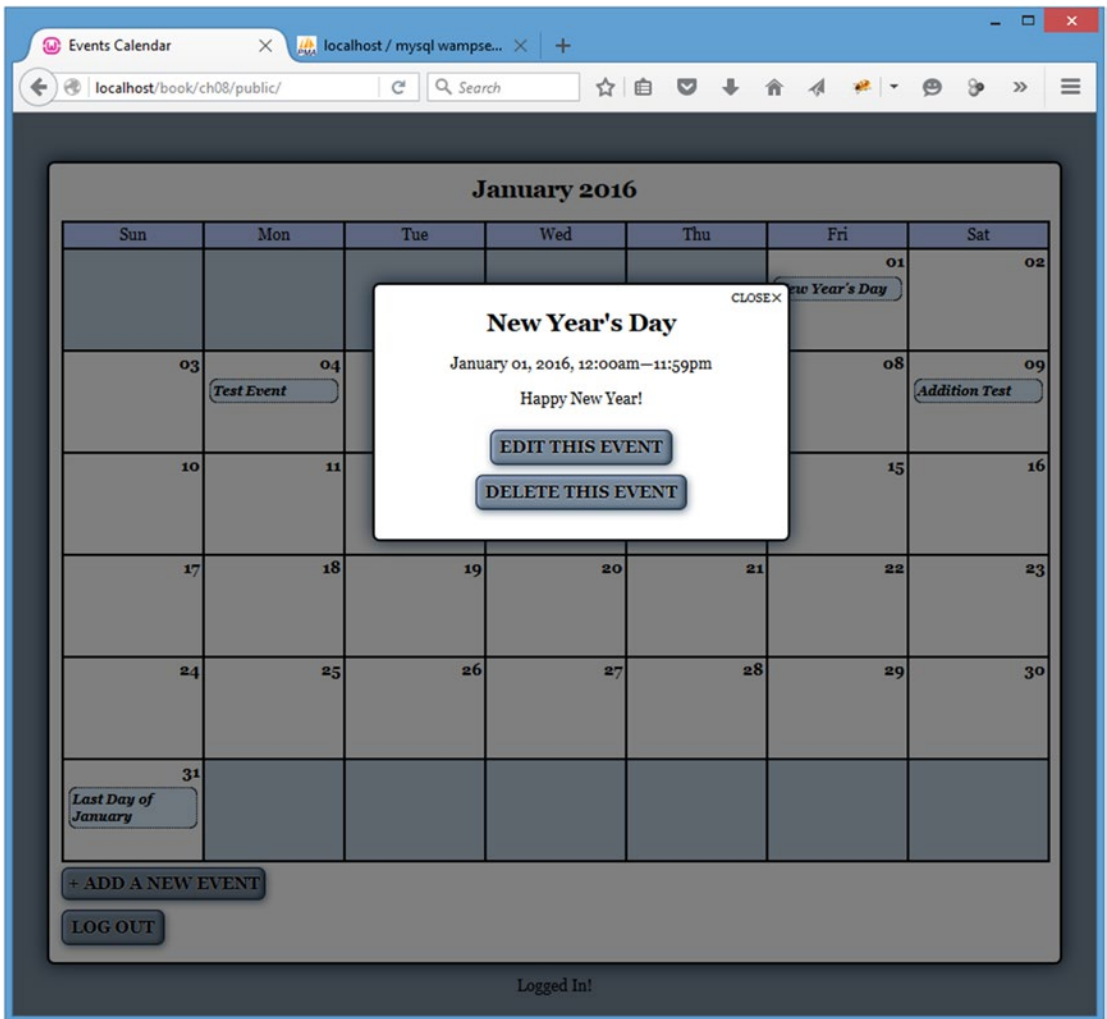 Events Calendar
localhost / mysql wampse...
localhost/book/ch08/public/
Search
January 2016
Sun Mon Tue Wed Thu Fri Sat
01 02
Year's Day
CLOSE×
New Year's Day
January 01, 2016, 12:00am—11:59pm
Happy New Year!
EDIT THIS EVENT
DELETE THIS EVENT
03 04 08 09
Test Event
Addition Test
10 11 15 16
17 18 19 20 21 22 23
24 25 26 27 28 29 30
31
Last Day of
January
+ ADD A NEW EVENT
LOG OUT
Logged In!